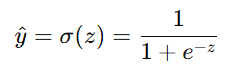 ŷ = σ(z) = 1 / (1 + e^{-z})